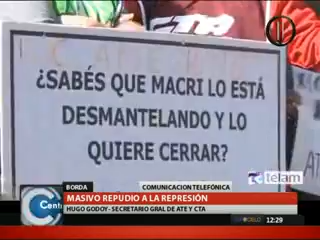 ¿SABÉS QUE MACRI LO ESTÁ
DESMANTELANDO Y LO
QUIERE CERRAR?
télam
BORDA
COMUNICACION TELEFÓNICA
MASIVO REPUDIO A LA REPRESIÓN
HUGO GODOY- SECRETARIO GRAL DE ATE Y CTA
12:29